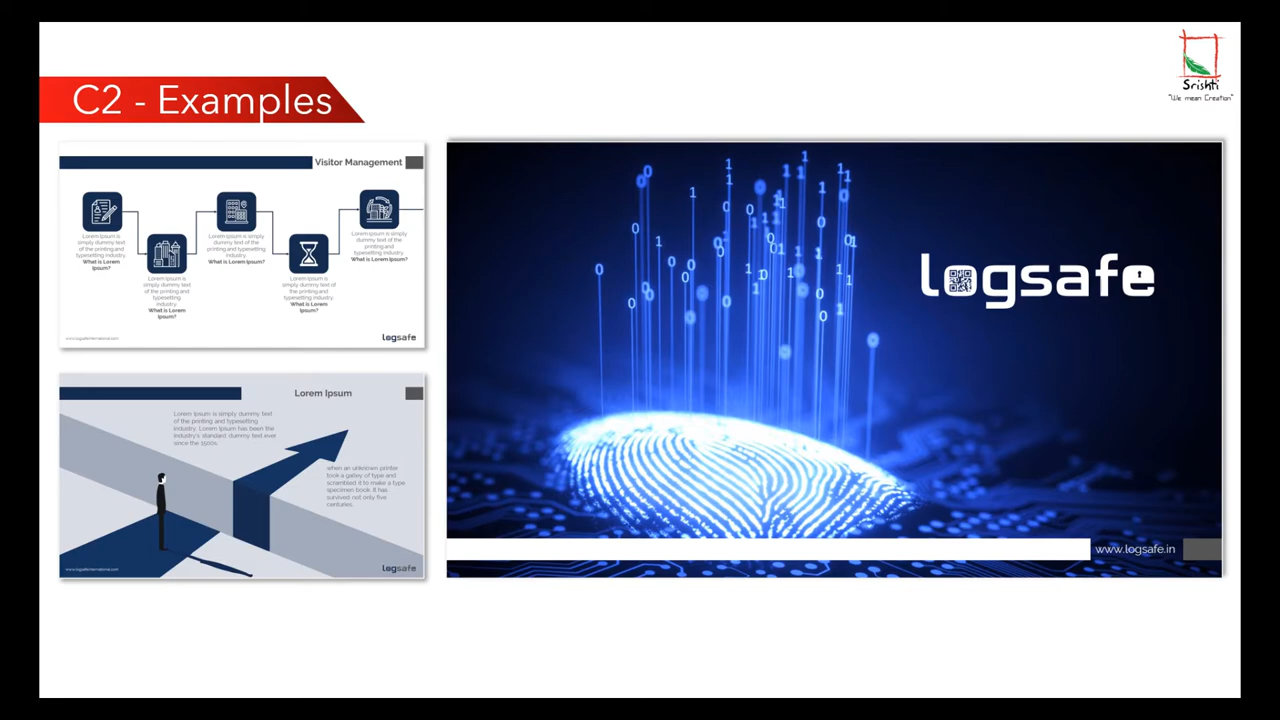 C2 - Examples
Srishti
"We mean Creation"
Visitor Management
Lorem Ipsum is
simply dummy text
of the printing and
typesetting industry.
What is Lorem
Ipsum?
Lorem Ipsum is
simply dummy text
of the printing and
typesetting
industry.
What is Lorem
Ipsum?
Lorem Ipsum is simply
dummy text of the
printing and typesetting
industry.
What is Lorem Ipsum?
Lorem Ipsum is
simply dummy text
of the printing and
typesetting industry.
What is Lorem
Ipsum?
Lorem Ipsum is simply
dummy text of the
printing and
typesetting industry.
What is Lorem Ipsum?
www.logsafeinternational.com
logsafe
Lorem Ipsum
Lorem Ipsum is simply dummy text
of the printing and typesetting
industry. Lorem Ipsum has been the
industry's standard dummy text ever
since the 1500s,
when an unknown printer
took a galley of type and
scrambled it to make a type
specimen book. It has
survived not only five
centuries,
www.logsafeinternational.com
logsafe
logsafe
www.logsafe.in